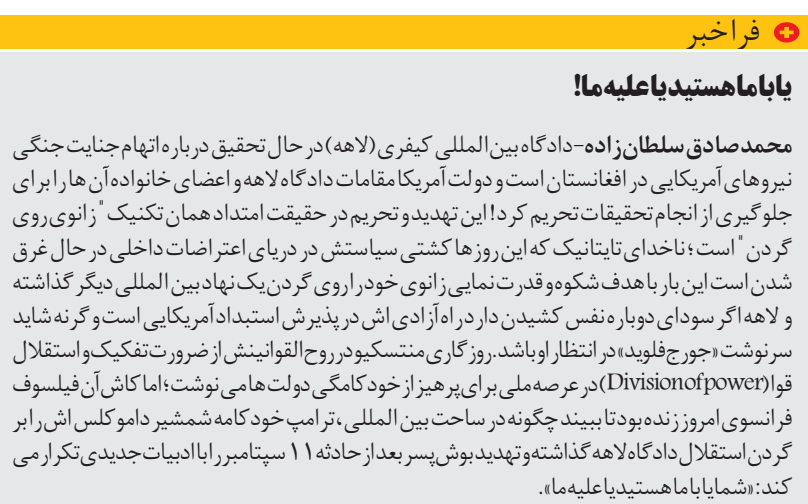 فراخبر
یا با ما هستید یا علیه ما!
محمدصادق سلطان‌زاده-دادگاه بین‌المللی کیفری (لاهه) در حال تحقیق درباره اتهام جنایت جنگی
نیروهای آمریکایی در افغانستان است و دولت آمریکا مقامات دادگاه لاهه و اعضای خانواده آن ها را برای
جلوگیری از انجام تحقیقات تحریم کرد! این تهدید و تحریم در حقیقت امتداد همان تکنیک "زانوی روی
گردن" است؛ ناخدای تایتانیک که این روزها کشتی سیاستش در دریای اعتراضات داخلی در حال غرق
شدن است این بار با هدف شکوه و قدرت نمایی زانوی خود را روی گردن یک نهاد بین المللی دیگر گذاشته
و لاهه اگر سودای دوباره نفس کشیدن دارد راه آزادی اش در پذیرش استبداد آمریکایی است و گرنه شاید
سرنوشت «جورج فلوید» در انتظار او باشد. روزگاری منتسکیو در روح القوانینش از ضرورت تفکیک و استقلال
قوا (Division of power) در عرصه ملی برای پرهیز از خودکامگی دولت ها می نوشت؛ اما کاش آن فیلسوف
فرانسوی امروز زنده بود تا ببیند چگونه در ساحت بین المللی، ترامپ خودکامه شمشیر داموکلس اش را بر
گردن استقلال دادگاه لاهه گذاشته و تهدید بوش پسر بعد از حادثه ۱۱ سپتامبر را با ادبیات جدیدی تکرار می
کند: «شما یا با ما هستید یا علیه ما».